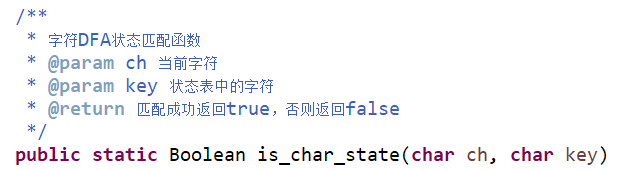 /**
 * 字符DFA状态匹配函数
 * @param ch 当前字符
 * @param key 状态表中的字符
 * @return 匹配成功返回true，否则返回false
 */
public static Boolean is_char_state(char ch, char key)